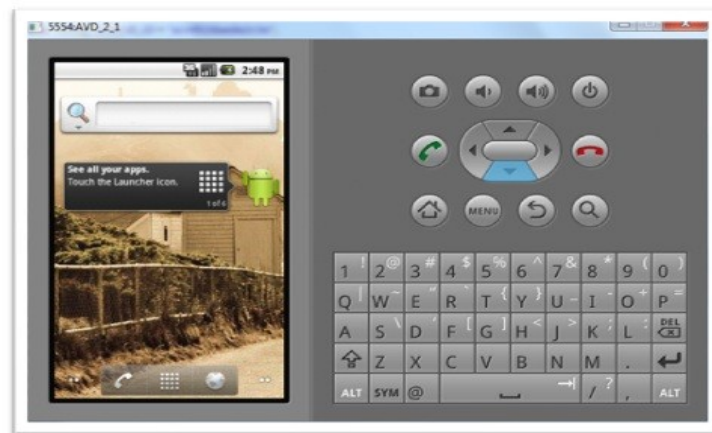 5554:AVD_2_1
3G
2:48 PM
See all your apps.
Touch the Launcher icon.
1 of 6
MENU
1 ! 2 @ 3 # 4 $ 5 % 6 ^ 7 & 8 * 9 ( 0 )
Q | W ~ E " R ` T { Y } U - I - O + P =
A S \ D ' F [ G ] H < J > K ; L : DEL
Z X C V B N M .
ALT SYM @ / ? , ALT